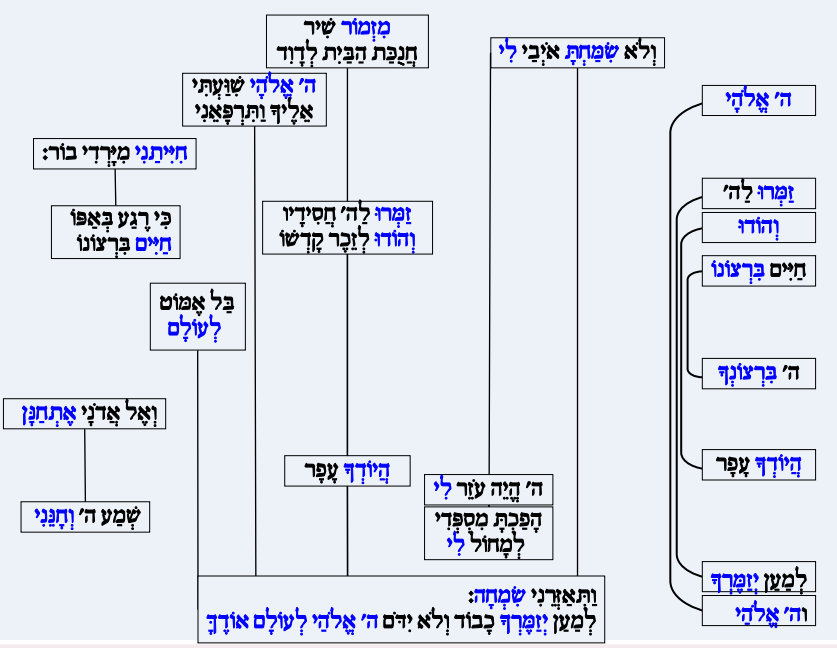 מִזְמוֹר שִׁיר
חֲנֻכַּת הַבַּיִת לְדָוִד
וְלֹא שִׂמַּחְתָּ אֹיְבַי לִי
ה' אֱלֹהָי שִׁוַּעְתִּי
אֵלֶיךָ וַתִּרְפָּאֵנִי
ה' אֱלֹהָי
חִיִּיתַנִי מִיָּרְדִי בוֹר:
זַמְּרוּ לַה'
וְהוֹדוּ
זַמְּרוּ לַה' חֲסִידָיו
וְהוֹדוּ לְזֵכֶר קָדְשׁוֹ
כִּי רֶגַע בְּאַפּוֹ
חַיִּים בִּרְצוֹנוֹ
חַיִּים בִּרְצוֹנוֹ
בַּל אֶמּוֹט
לְעוֹלָם
ה' בִּרְצוֹנְךָ
וְאֶל אֲדֹנָי אֶתְחַנָּן
הֲיוֹדְךָ עָפָר
הֲיוֹדְךָ עָפָר
ה' הֱיֵה עֹזֵר לִי
הָפַכְתָּ מִסְפְּדִי
לְמָחוֹל לִי
שְׁמַע ה' וְחָנֵּנִי
לְמַעַן יְזַמֶּרְךָ
וה' אֱלֹהַי
וַתְּאַזְּרֵנִי שִׂמְחָה:
לְמַעַן יְזַמֶּרְךָ כָבוֹד וְלֹא יִדֹּם ה' אֱלֹהַי לְעוֹלָם אוֹדֶךָּ